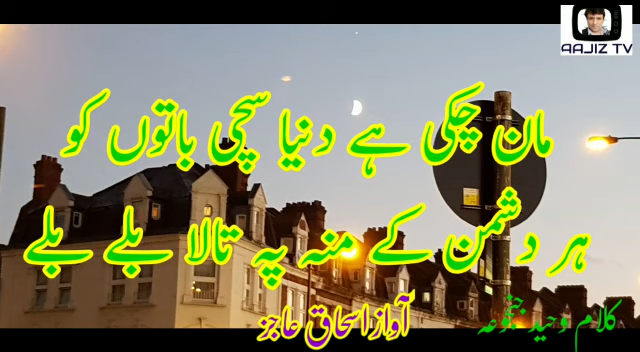 AAJIZ TV
مان چکی ہے دنیا سچی باتوں کو
ہر دشمن کے منہ پہ تالا بلے بلے
کلام وحید جنجوعہ
آواز اسحاق عاجز